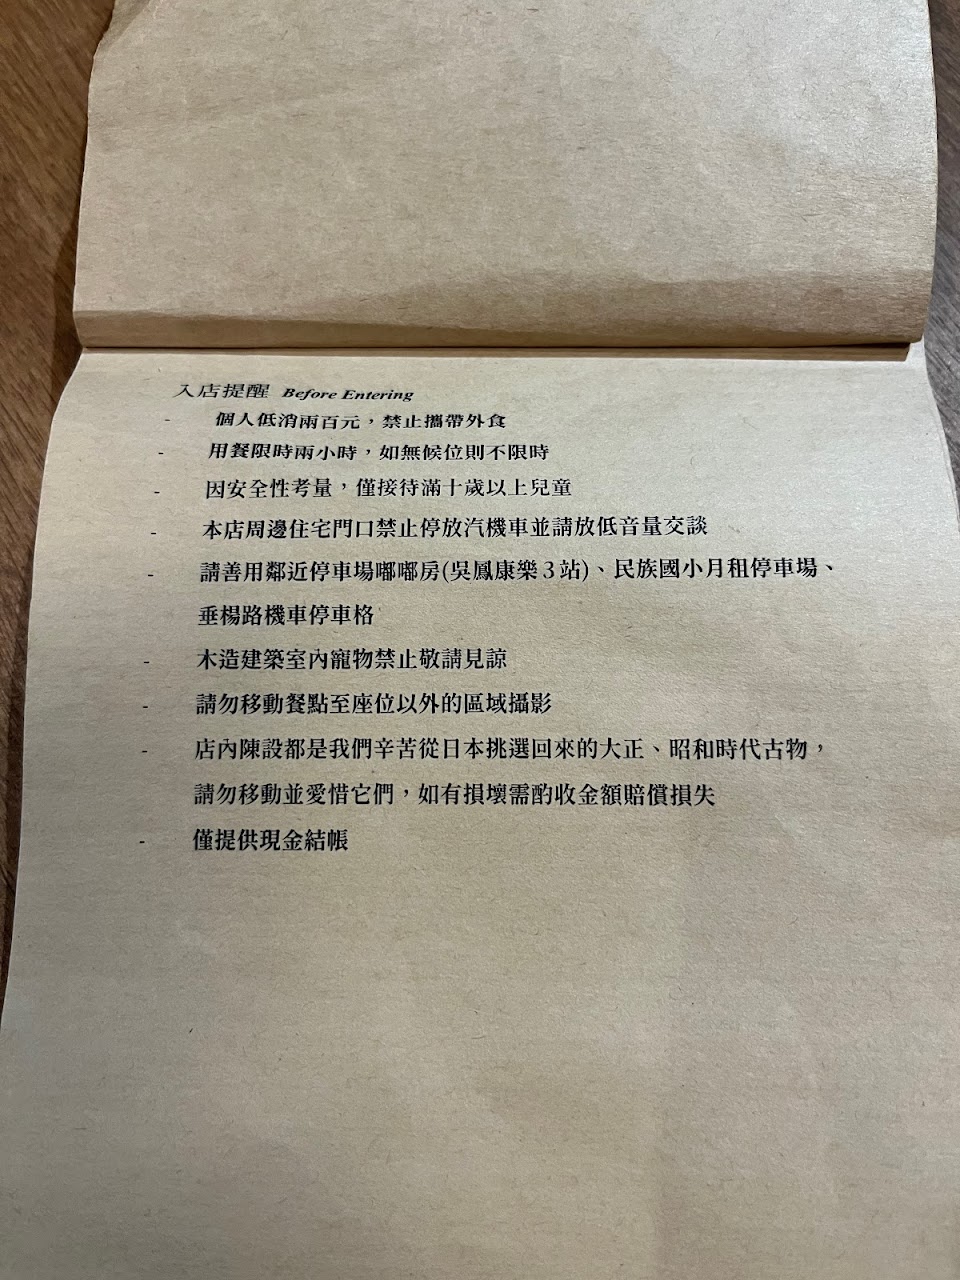 入店提醒 Before Entering
- 個人低消兩百元，禁止攜帶外食
- 用餐限時兩小時，如無候位則不限時
- 因安全性考量，僅接待滿十歲以上兒童
- 本店周邊住宅門口禁止停放汽機車並請放低音量交談
- 請善用鄰近停車場嘟嘟房(吳鳳康樂3站)、民族國小月租停車場、
垂楊路機車停車格
- 木造建築室內寵物禁止敬請見諒
- 請勿移動餐點至座位以外的區域攝影
- 店內陳設都是我們辛苦從日本挑選回來的大正、昭和時代古物，
請勿移動並愛惜它們，如有損壞需酌收金額賠償損失
- 僅提供現金結帳